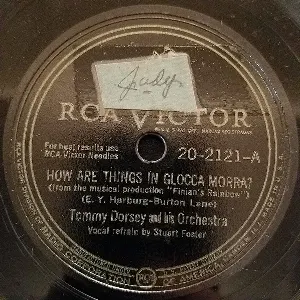 Judy
RCA VICTOR
For best results use
RCA Victor Needles
20-2121-A
HOW ARE THINGS IN GLOCCA MORRA?
(from the musical production "Finian's Rainbow")
(E. Y. Harburg-Burton Lane)
Tommy Dorsey and his Orchestra
Vocal refrain by Stuart Foster
RCA